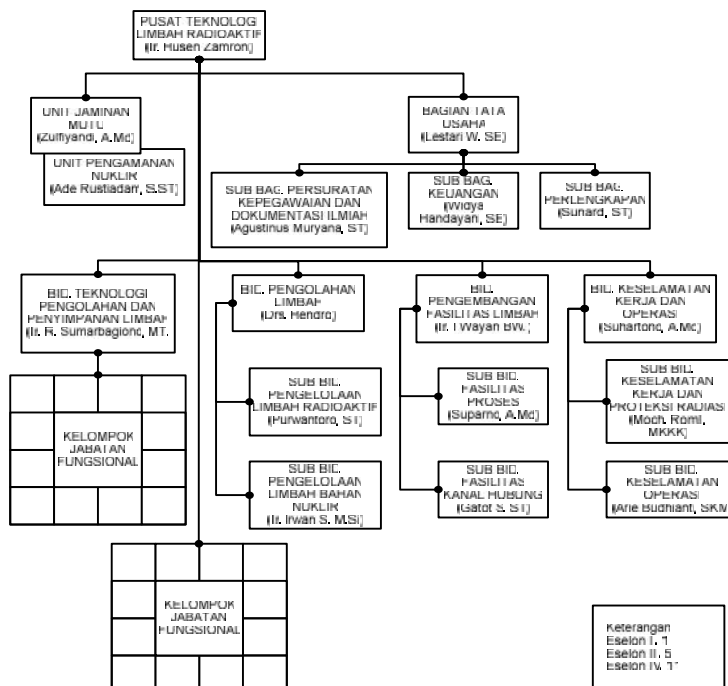 PUSAT TEKNOLOGI
LIMBAH RADIOAKTIF
(Ir. Husen Zamroni)
UNIT JAMINAN
MUTU
(Zulfiyandi, A.Md)
UNIT PENGAMANAN
NUKLIR
(Ade Rustiadam, S.ST)
BAGIAN TATA
USAHA
(Lestari W. SE)
SUB BAG. PERSURATAN
KEPEGAWAIAN DAN
DOKUMENTASI ILMIAH
(Agustinus Muryana, ST)
SUB BAG.
KEUANGAN
(Widya
Handayani, SE)
SUB BAG.
PERLENGKAPAN
(Sunardi, ST)
BID. TEKNOLOGI
PENGOLAHAN DAN
PENYIMPANAN LIMBAH
(Ir. R. Sumarbagiono, MT.
BID. PENGOLAHAN
LIMBAH
(Drs. Hendro)
BID.
PENGEMBANGAN
FASILITAS LIMBAH
(Ir. I Wayan BW.)
BID. KESELAMATAN
KERJA DAN
OPERASI
(Suhartono, A.Md)
KELOMPOK
JABATAN
FUNGSIONAL
SUB BID.
PENGELOLAAN
LIMBAH RADIOAKTIF
(Purwantoro, ST)
SUB BID.
FASILITAS
PROSES
(Suparno, A.Md)
SUB BID.
KESELAMATAN
KERJA DAN
PROTEKSI RADIASI
(Moch. Romli,
MKKK)
SUB BID.
PENGELOLAAN
LIMBAH BAHAN
NUKLIR
(Ir. Irwan S. M.Si)
SUB BID.
FASILITAS
KANAL HUBUNG
(Gatot S. ST)
SUB BID.
KESELAMATAN
OPERASI
(Arie Budhianti, SKM
KELOMPOK
JABATAN
FUNGSIONAL
Keterangan
Eselon I. 1
Eselon II. 5
Eselon IV.